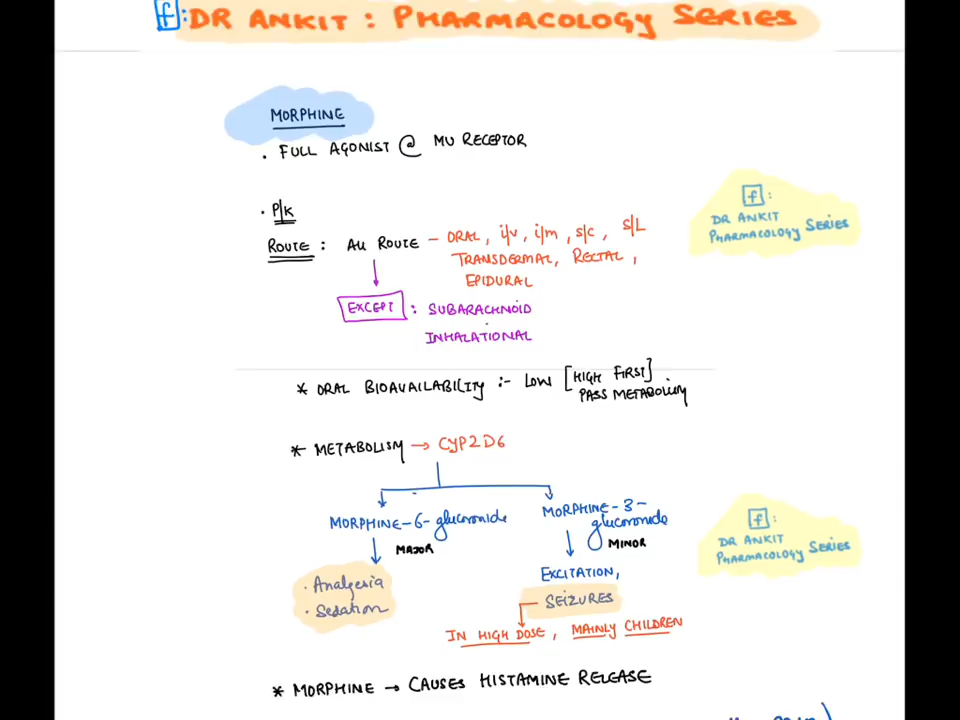 f: DR ANKIT : PHARMACOLOGY SERIES
MORPHINE
• FULL AGONIST @ MU RECEPTOR
• P/K
ROUTE : All ROUTE – ORAL, i/v, i/m, s/c, s/L
TRANSDERMAL, RECTAL,
EPIDURAL
EXCEPT : SUBARACHNOID
INHALATIONAL
f :
DR ANKIT
PHARMACOLOGY SERIES
* ORAL BIOAVAILABILITY :- LOW [HIGH FIRST]
PASS METABOLISM
* METABOLISM → CYP2D6
MORPHINE-6-glucoronide
MAJOR
• Analgesia
• Sedation
MORPHINE-3-
glucoronide
MINOR
EXCITATION,
SEIZURES
IN HIGH DOSE, MAINLY CHILDREN
f :
DR ANKIT
PHARMACOLOGY SERIES
* MORPHINE → CAUSES HISTAMINE RELEASE